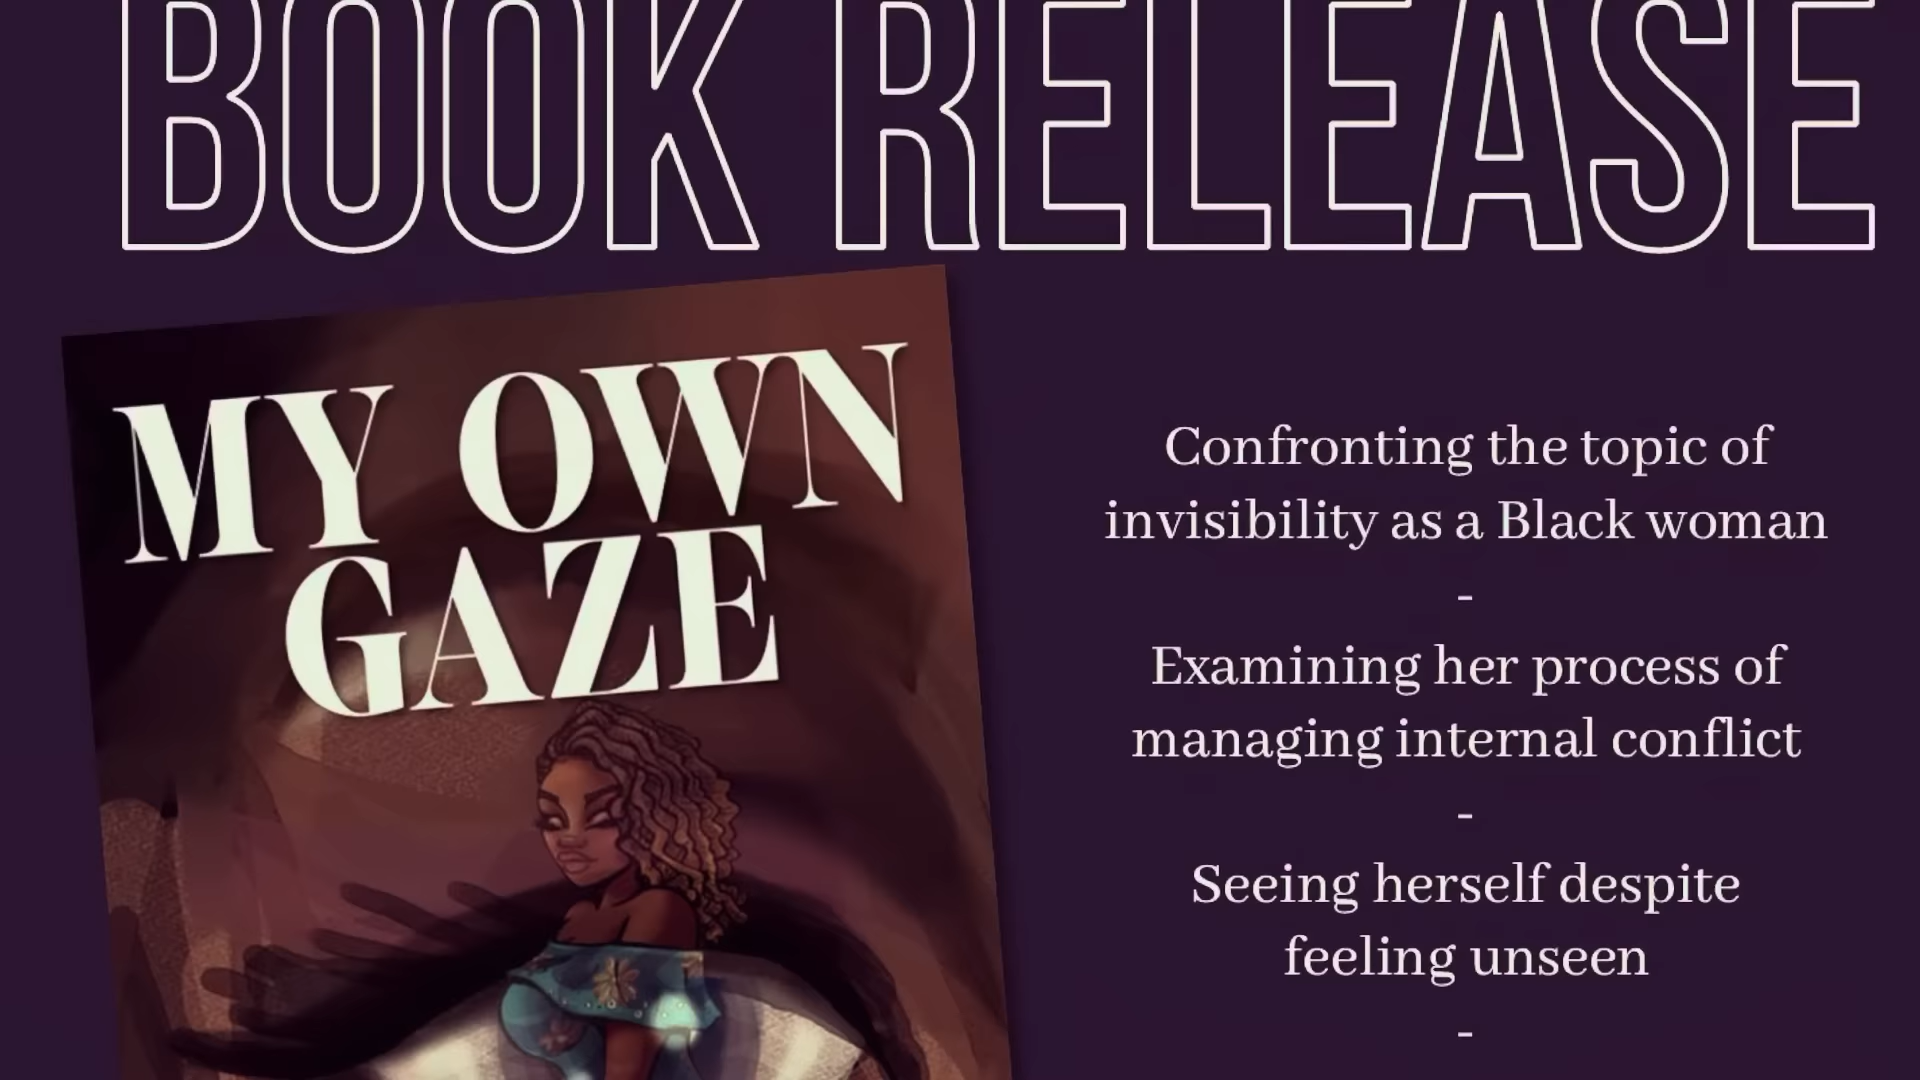 BOOK RELEASE
MY OWN
GAZE
Confronting the topic of
invisibility as a Black woman
-
Examining her process of
managing internal conflict
-
Seeing herself despite
feeling unseen
-